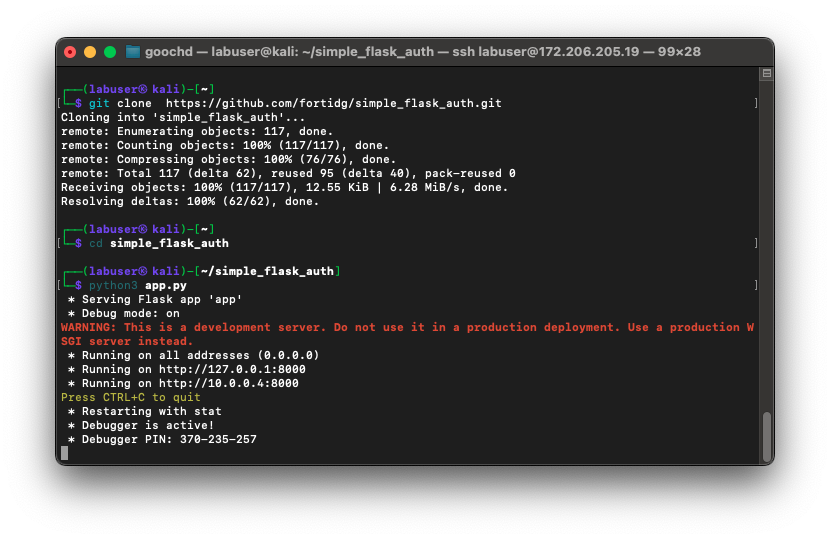 goochd — labuser@kali: ~/simple_flask_auth — ssh labuser@172.206.205.19 — 99×28
┌──(labuser㉿kali)-[~]
[└─$ git clone  https://github.com/fortidg/simple_flask_auth.git ]
Cloning into 'simple_flask_auth'...
remote: Enumerating objects: 117, done.
remote: Counting objects: 100% (117/117), done.
remote: Compressing objects: 100% (76/76), done.
remote: Total 117 (delta 62), reused 95 (delta 40), pack-reused 0
Receiving objects: 100% (117/117), 12.55 KiB | 6.28 MiB/s, done.
Resolving deltas: 100% (62/62), done.
┌──(labuser㉿kali)-[~]
[└─$ cd simple_flask_auth ]
┌──(labuser㉿kali)-[~/simple_flask_auth]
[└─$ python3 app.py ]
 * Serving Flask app 'app'
 * Debug mode: on
WARNING: This is a development server. Do not use it in a production deployment. Use a production W
SGI server instead.
 * Running on all addresses (0.0.0.0)
 * Running on http://127.0.0.1:8000
 * Running on http://10.0.0.4:8000
Press CTRL+C to quit
 * Restarting with stat
 * Debugger is active!
 * Debugger PIN: 370-235-257